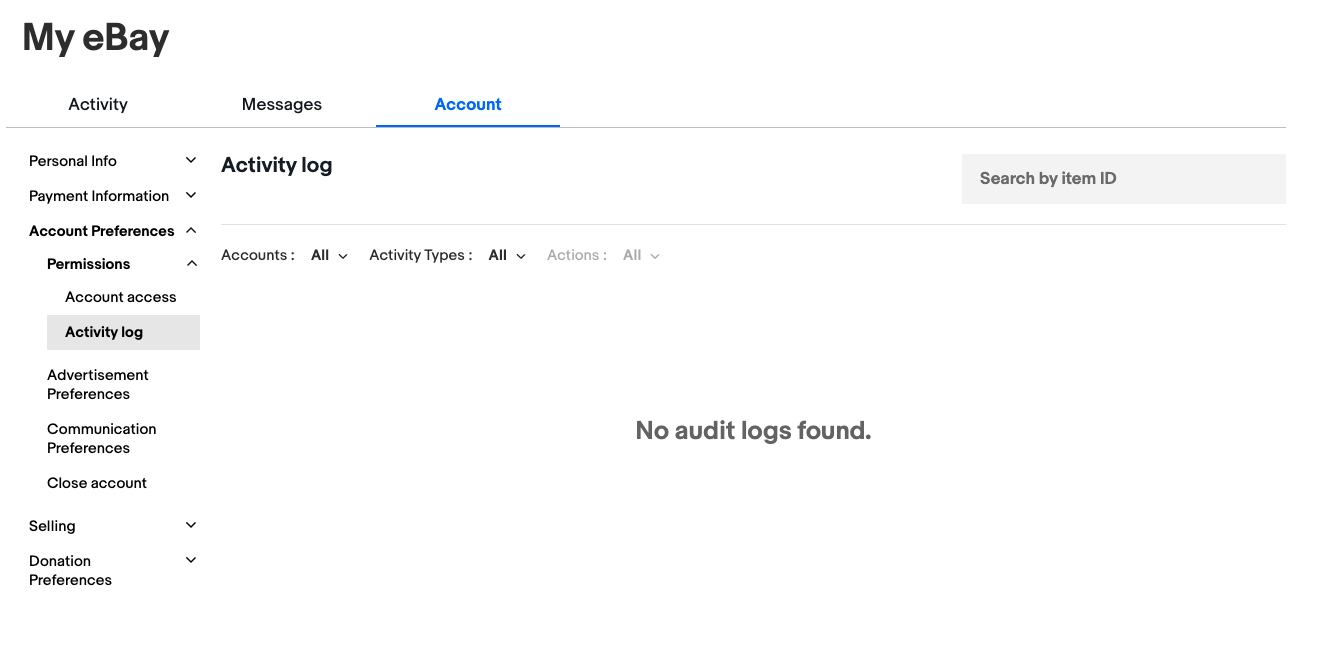 My eBay
Activity Messages Account
Personal Info
Payment Information
Account Preferences
Permissions
Account access
Activity log
Advertisement
Preferences
Communication
Preferences
Close account
Selling
Donation
Preferences
Activity log
Search by item ID
Accounts : All Activity Types : All Actions : All
No audit logs found.